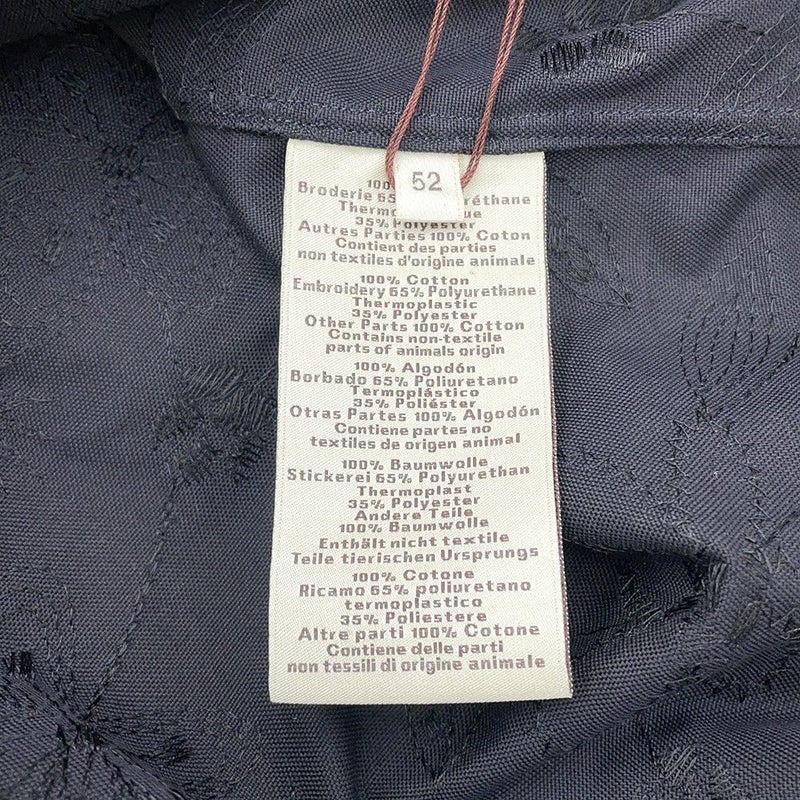 52
100
Broderie 65
Thermo
35% Polyester
Autres Parties 100% Coton
Contient des parties
non textiles d'origine animale
100% Cotton
Embroidery 65% Polyurethane
Thermoplastic
35% Polyester
Other Parts 100% Cotton
Contains non-textile
parts of animals origin
100% Algodón
Borbado 65% Poliuretano
Termoplástico
35% Poliéster
Otras Partes 100% Algodón
Contiene partes no
textiles de origen animal
100% Baumwolle
Stickerei 65% Polyurethan
Thermoplast
35% Polyester
Andere Teile
100% Baumwolle
Enthält nicht textile
Teile tierischen Ursprungs
100% Cotone
Ricamo 65% poliuretano
termoplastico
35% Poliestere
Altre parti 100% Cotone
Contiene delle parti
non tessili di origine animale